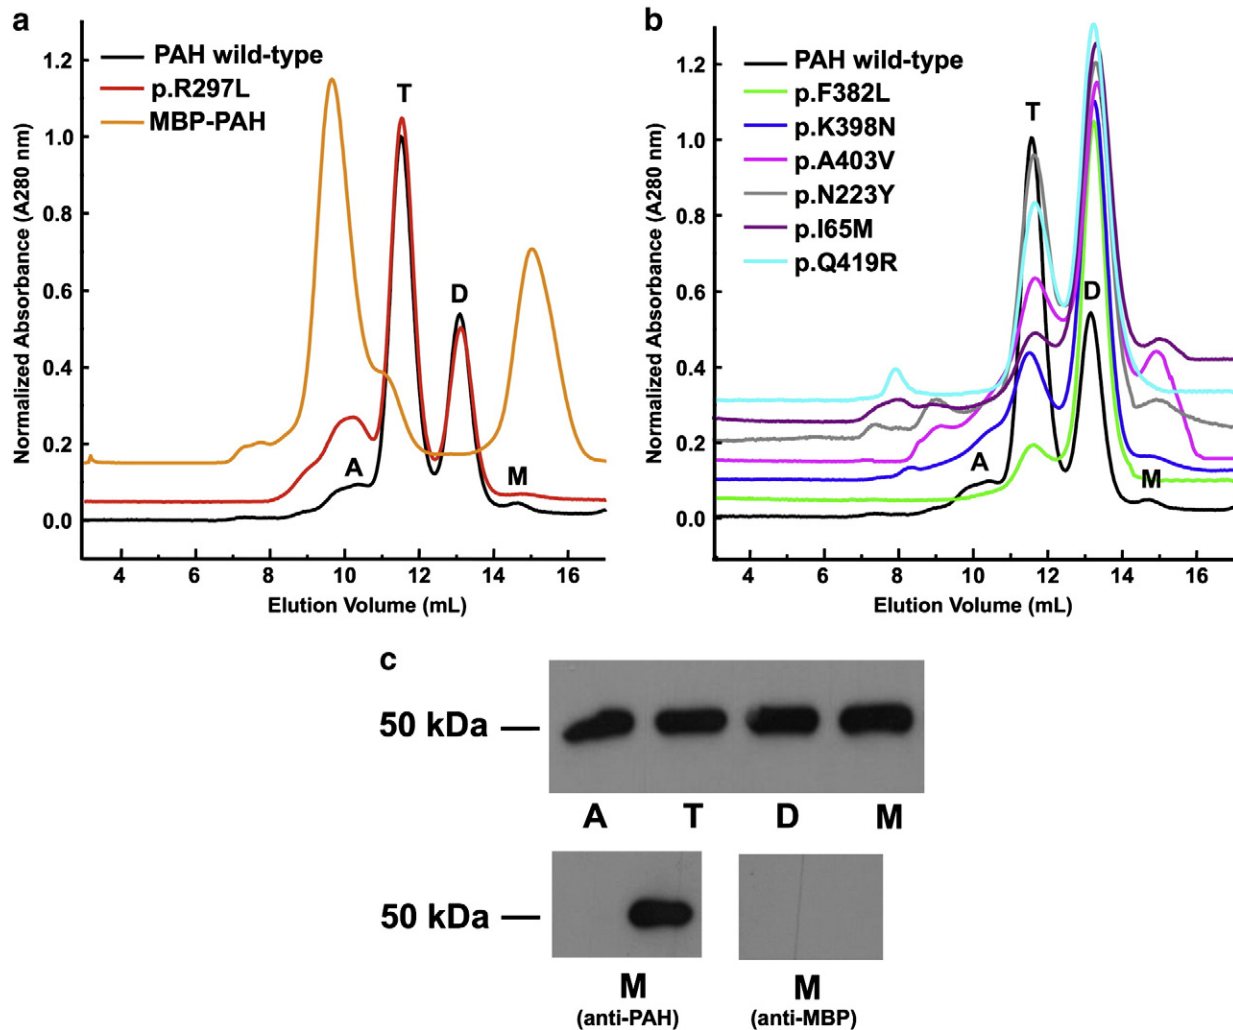 a
PAH wild-type
p.R297L
MBP-PAH
T
D
A
M
1.2
1.0
0.8
0.6
0.4
0.2
0.0
Normalized Absorbance (A280 nm)
4 6 8 10 12 14 16
Elution Volume (mL)
b
PAH wild-type
p.F382L
p.K398N
p.A403V
p.N223Y
p.I65M
p.Q419R
T
D
A
M
1.2
1.0
0.8
0.6
0.4
0.2
0.0
Normalized Absorbance (A280 nm)
4 6 8 10 12 14 16
Elution Volume (mL)
c
50 kDa
A T D M
50 kDa
M M
(anti-PAH) (anti-MBP)